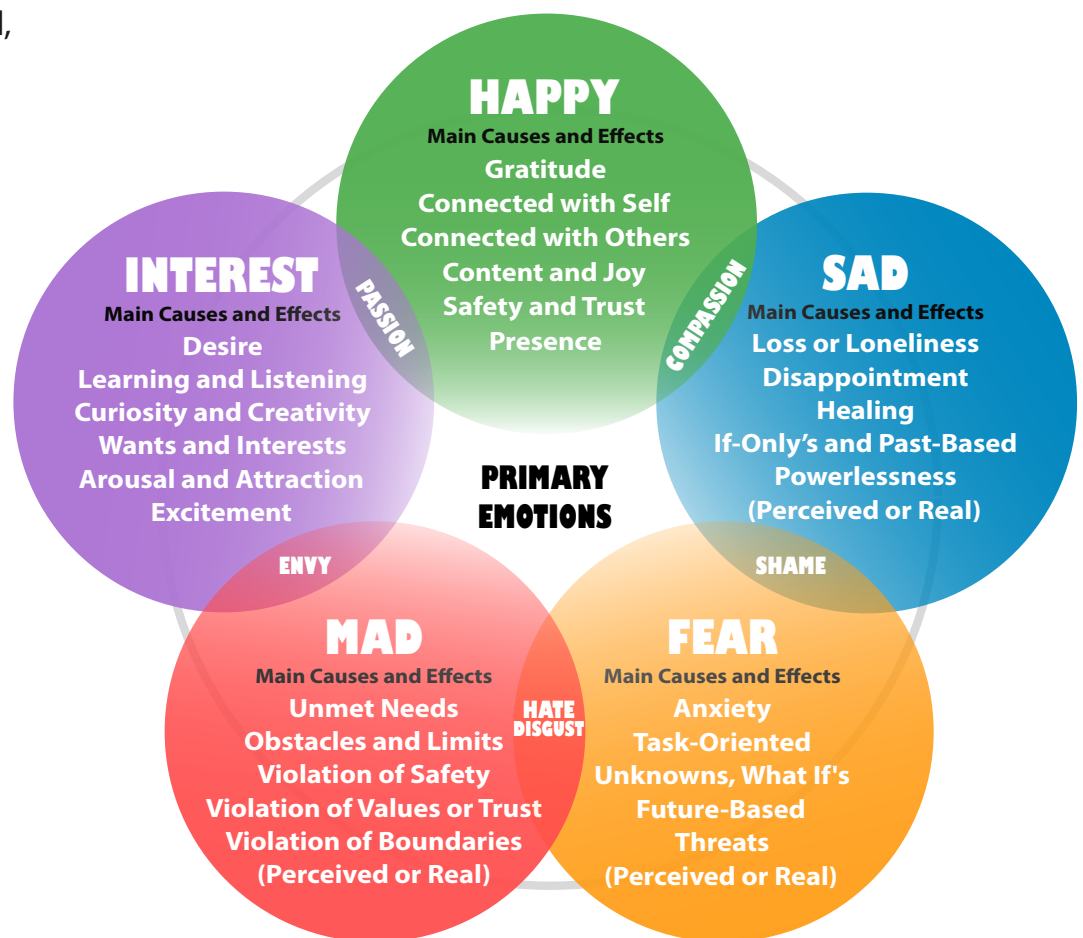 l,
HAPPY
Main Causes and Effects
Gratitude
Connected with Self
Connected with Others
Content and Joy
Safety and Trust
Presence
INTEREST
Main Causes and Effects
Desire
Learning and Listening
Curiosity and Creativity
Wants and Interests
Arousal and Attraction
Excitement
PASSION
COMPASSION
SAD
Main Causes and Effects
Loss or Loneliness
Disappointment
Healing
If-Only’s and Past-Based
Powerlessness
(Perceived or Real)
PRIMARY
EMOTIONS
ENVY
SHAME
MAD
Main Causes and Effects
Unmet Needs
Obstacles and Limits
Violation of Safety
Violation of Values or Trust
Violation of Boundaries
(Perceived or Real)
HATE
DISGUST
FEAR
Main Causes and Effects
Anxiety
Task-Oriented
Unknowns, What If's
Future-Based
Threats
(Perceived or Real)